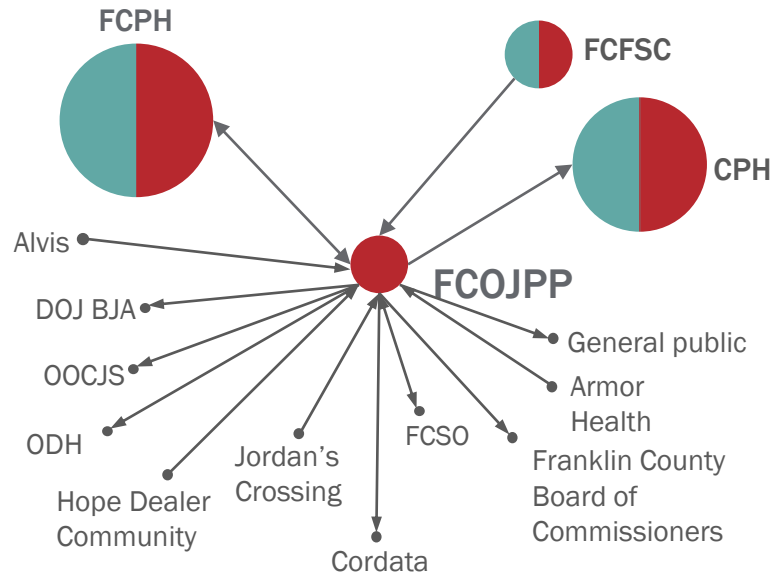 FCPH
FCFSC
CPH
Alvis
FCOJPP
DOJ BJA
General public
OOCJS
Armor
Health
ODH
FCSO
Jordan's
Crossing
Franklin County
Board of
Commissioners
Hope Dealer
Community
Cordata